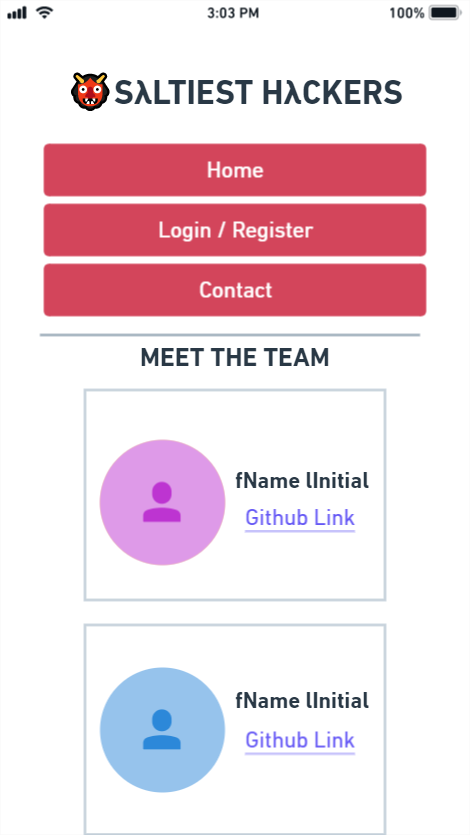 3:03 PM 100%
SλLTIEST HλCKERS
Home
Login / Register
Contact
MEET THE TEAM
fName lInitial
Github Link
fName lInitial
Github Link